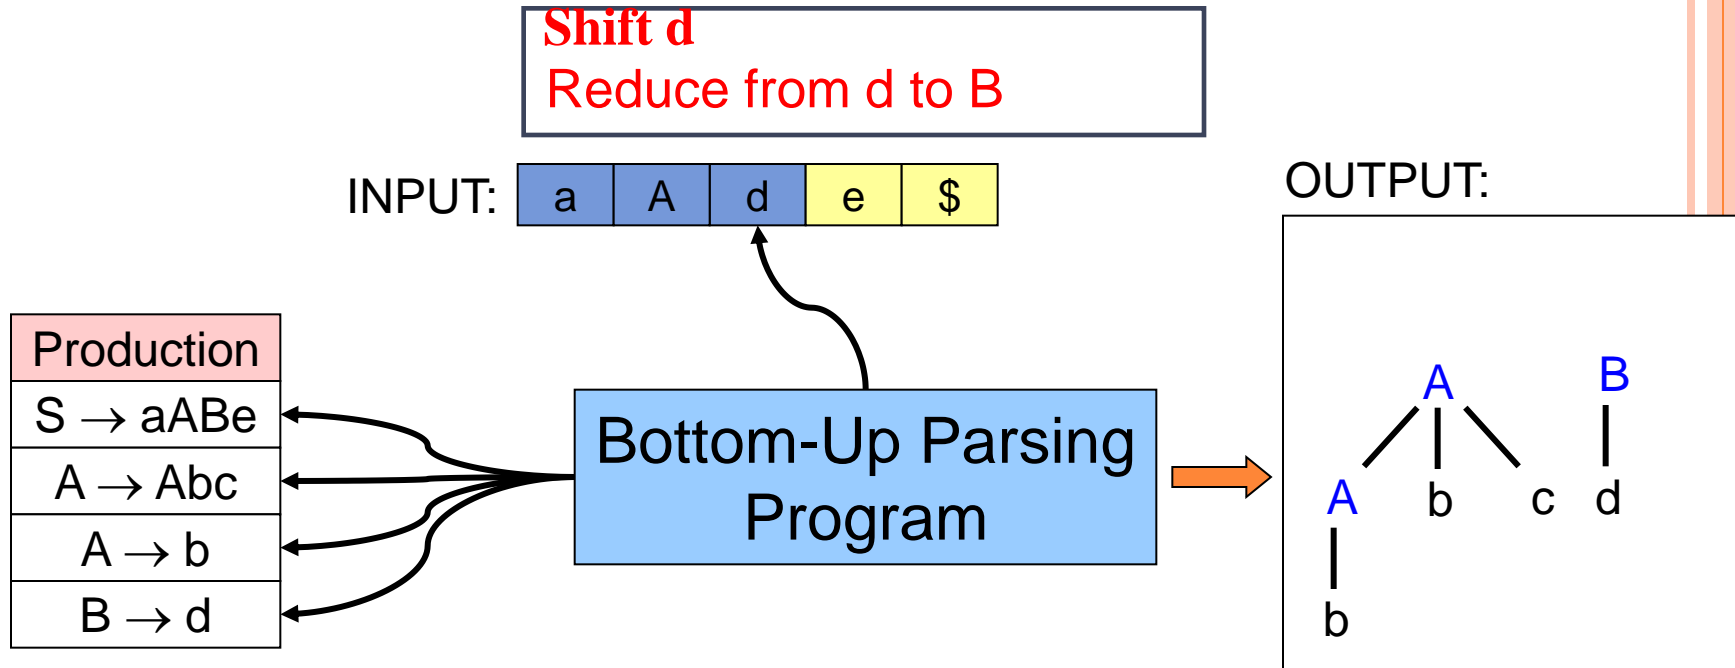 Shift d
Reduce from d to B
INPUT: a A d e $
OUTPUT:
Production
S → aABe
A → Abc
A → b
B → d
Bottom-Up Parsing
Program
A B
A b c d
b